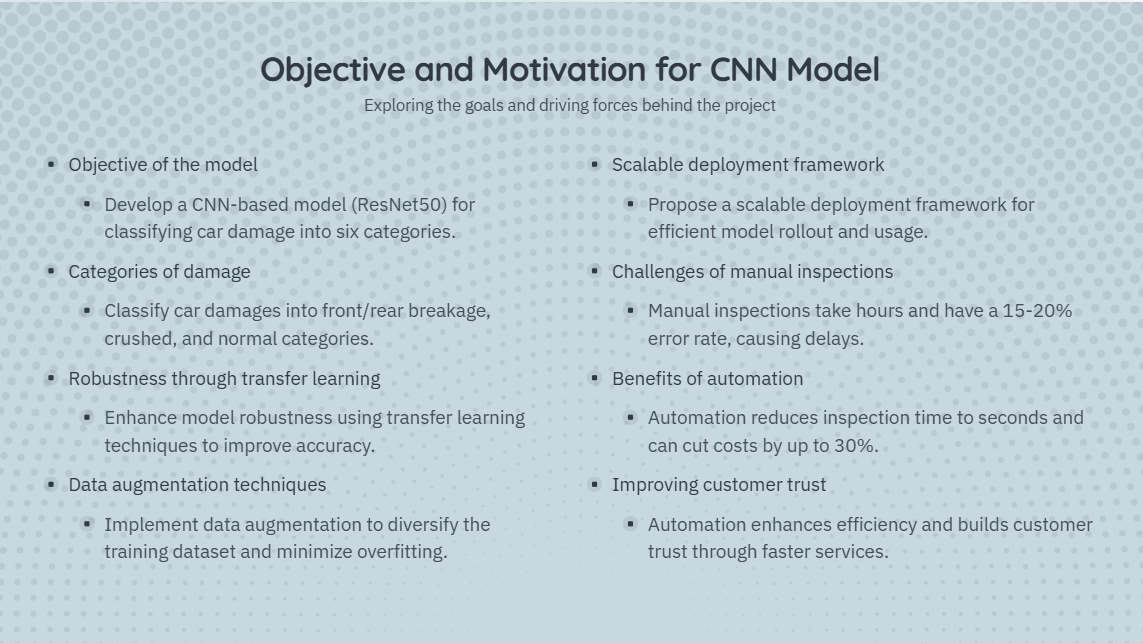 Objective and Motivation for CNN Model
Exploring the goals and driving forces behind the project
Objective of the model
Develop a CNN-based model (ResNet50) for
classifying car damage into six categories.
Categories of damage
Classify car damages into front/rear breakage,
crushed, and normal categories.
Robustness through transfer learning
Enhance model robustness using transfer learning
techniques to improve accuracy.
Data augmentation techniques
Implement data augmentation to diversify the
training dataset and minimize overfitting.
Scalable deployment framework
Propose a scalable deployment framework for
efficient model rollout and usage.
Challenges of manual inspections
Manual inspections take hours and have a 15-20%
error rate, causing delays.
Benefits of automation
Automation reduces inspection time to seconds and
can cut costs by up to 30%.
Improving customer trust
Automation enhances efficiency and builds customer
trust through faster services.